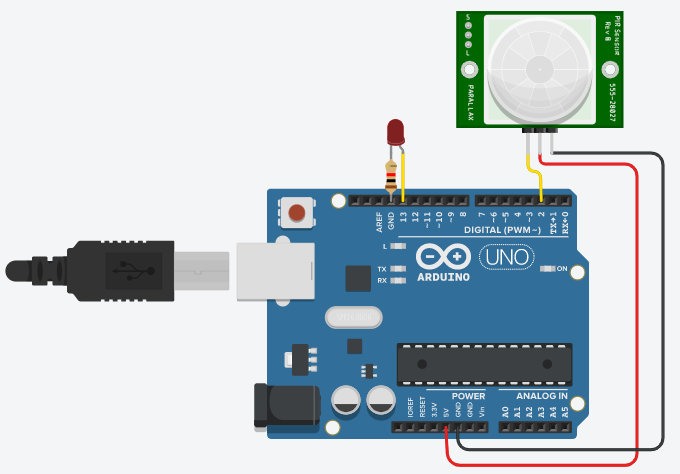 PIR SENSOR
REV B
S
L
PARALLAX
555-28027
AREF
GND
13
12
~11
~10
~9
8
7
~6
~5
4
~3
2
TX→1
RX←0
DIGITAL (PWM~)
L
TX
RX
ARDUINO
UNO
ON
POWER
ANALOG IN
IOREF
RESET
3.3V
5V
GND
GND
Vin
A0
A1
A2
A3
A4
A5